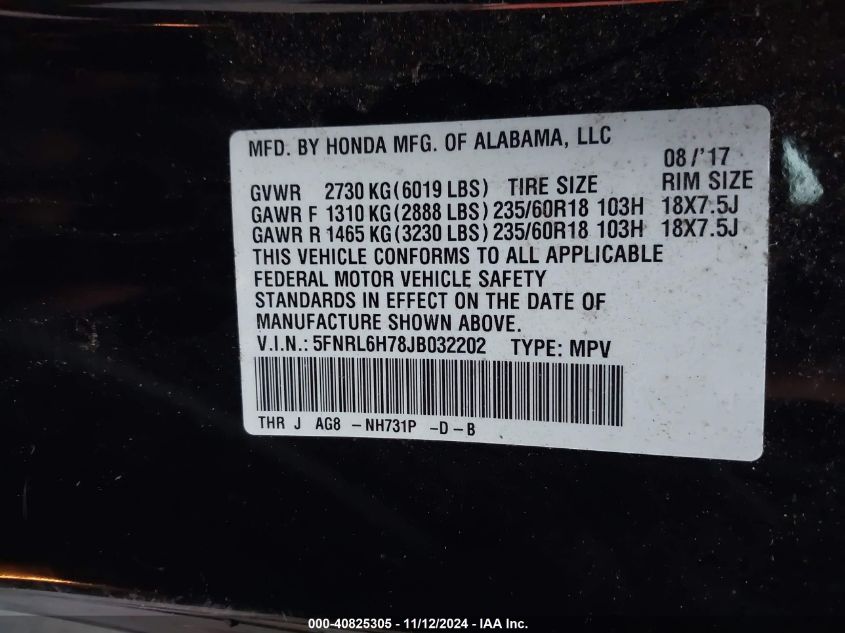 MFD. BY HONDA MFG. OF ALABAMA, LLC
08/'17
GVWR 2730 KG(6019 LBS) TIRE SIZE RIM SIZE
GAWR F 1310 KG(2888 LBS) 235/60R18 103H 18X7.5J
GAWR R 1465 KG(3230 LBS) 235/60R18 103H 18X7.5J
THIS VEHICLE CONFORMS TO ALL APPLICABLE
FEDERAL MOTOR VEHICLE SAFETY
STANDARDS IN EFFECT ON THE DATE OF
MANUFACTURE SHOWN ABOVE.
V.I.N.: 5FNRL6H78JB032202 TYPE: MPV
THR J AG8 -NH731P -D-B
000-40825305 - 11/12/2024 - IAA Inc.